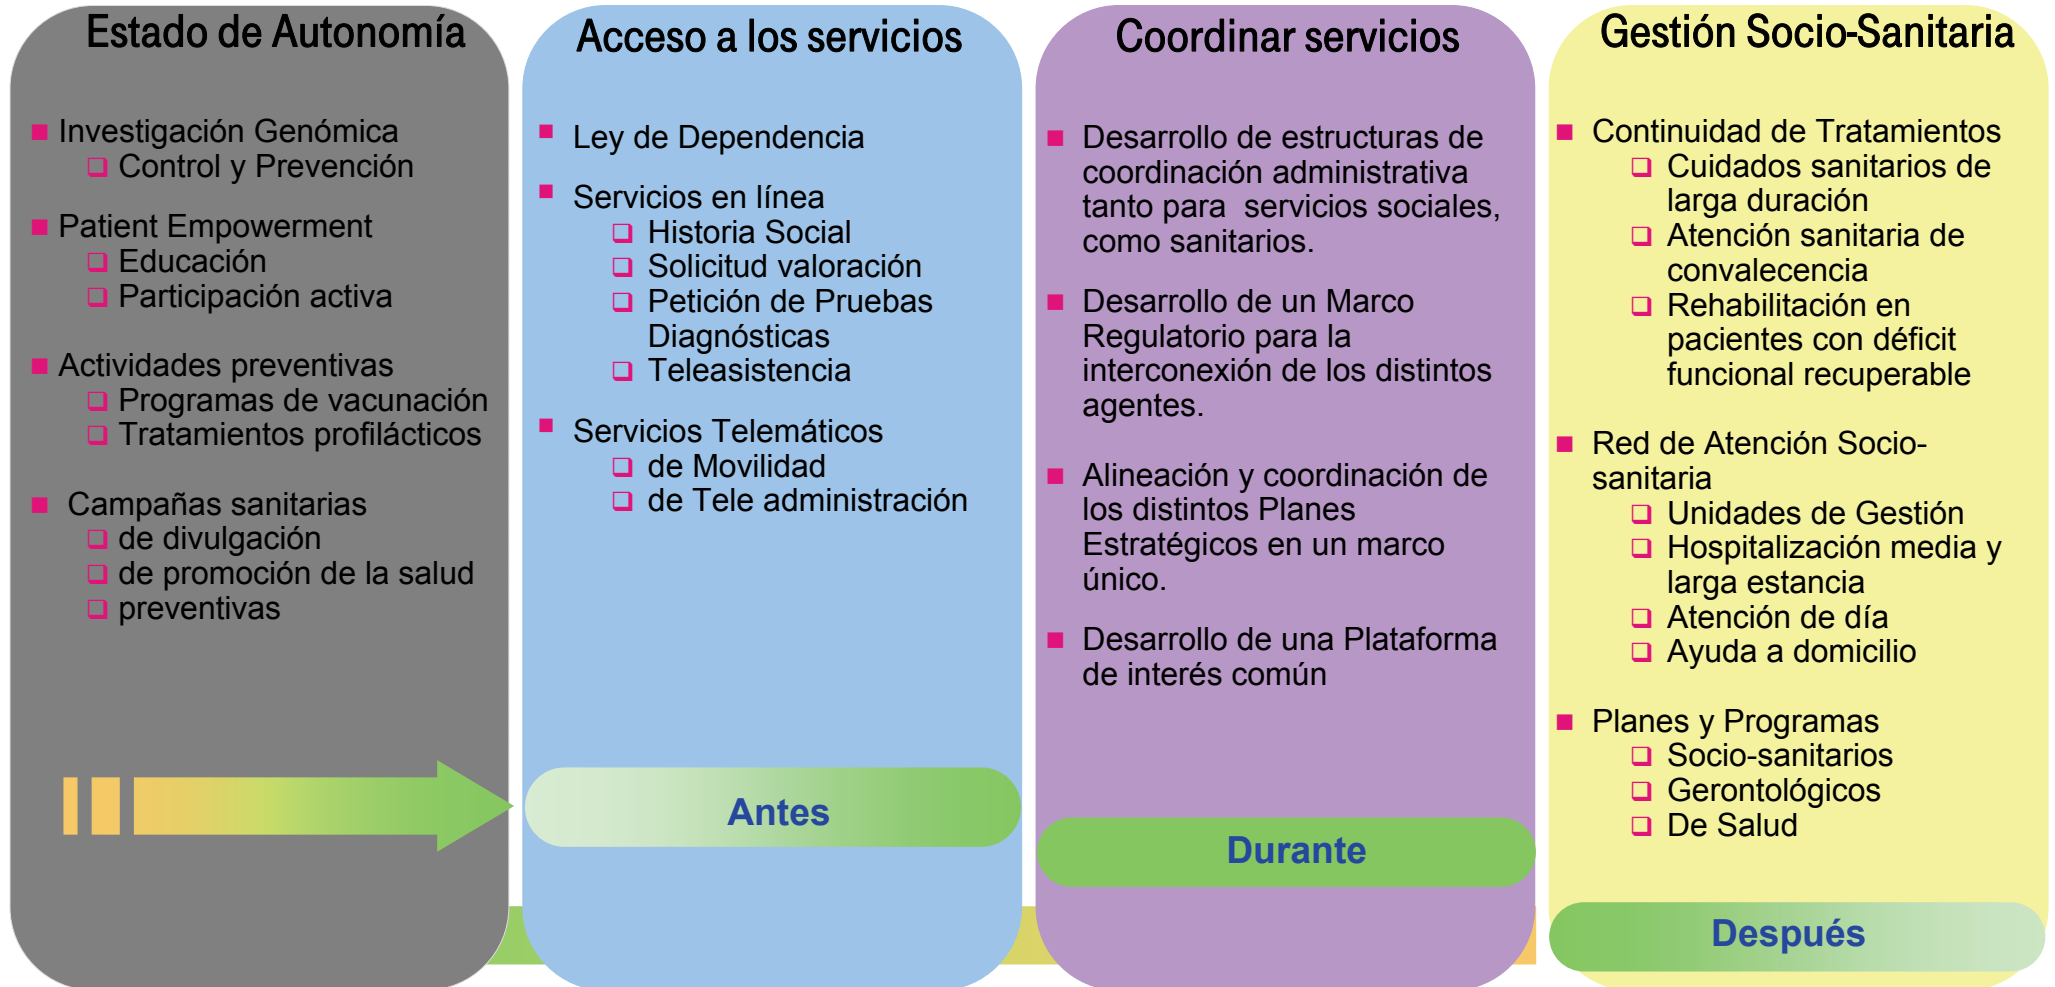 Estado de Autonomía
Investigación Genómica
Control y Prevención
Patient Empowerment
Educación
Participación activa
Actividades preventivas
Programas de vacunación
Tratamientos profilácticos
Campañas sanitarias
de divulgación
de promoción de la salud
preventivas
Acceso a los servicios
Ley de Dependencia
Servicios en línea
Historia Social
Solicitud valoración
Petición de Pruebas
Diagnósticas
Teleasistencia
Servicios Telemáticos
de Movilidad
de Tele administración
Antes
Coordinar servicios
Desarrollo de estructuras de
coordinación administrativa
tanto para servicios sociales,
como sanitarios.
Desarrollo de un Marco
Regulatorio para la
interconexión de los distintos
agentes.
Alineación y coordinación de
los distintos Planes
Estratégicos en un marco
único.
Desarrollo de una Plataforma
de interés común
Durante
Gestión Socio-Sanitaria
Continuidad de Tratamientos
Cuidados sanitarios de
larga duración
Atención sanitaria de
convalecencia
Rehabilitación en
pacientes con déficit
funcional recuperable
Red de Atención Socio-
sanitaria
Unidades de Gestión
Hospitalización media y
larga estancia
Atención de día
Ayuda a domicilio
Planes y Programas
Socio-sanitarios
Gerontológicos
De Salud
Después